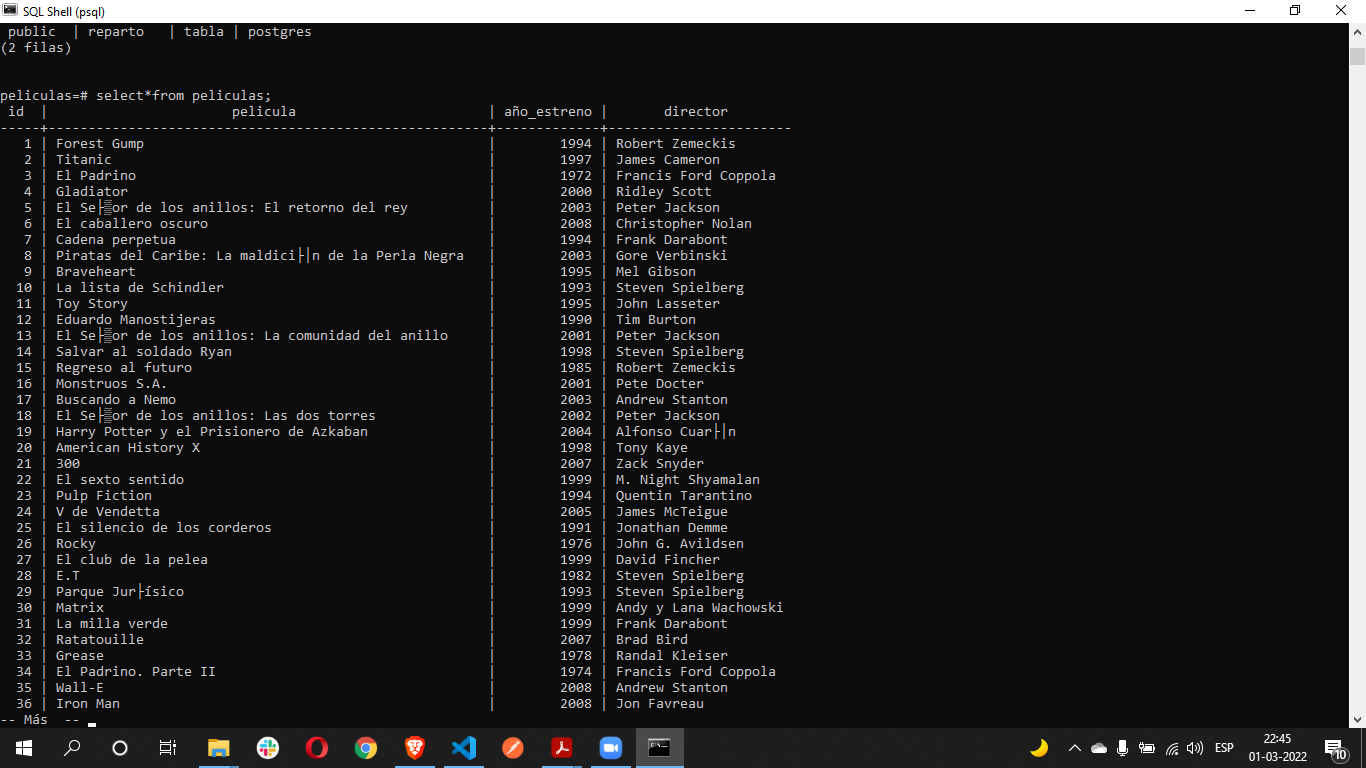 SQL Shell (psql)
public | reparto | tabla | postgres
(2 filas)
peliculas=# select*from peliculas;
id | pelicula | año_estreno | director
-----+-------------------------------------------------------+-------------+-----------------------
1 | Forest Gump | 1994 | Robert Zemeckis
2 | Titanic | 1997 | James Cameron
3 | El Padrino | 1972 | Francis Ford Coppola
4 | Gladiator | 2000 | Ridley Scott
5 | El Se├▒or de los anillos: El retorno del rey | 2003 | Peter Jackson
6 | El caballero oscuro | 2008 | Christopher Nolan
7 | Cadena perpetua | 1994 | Frank Darabont
8 | Piratas del Caribe: La maldici├│n de la Perla Negra | 2003 | Gore Verbinski
9 | Braveheart | 1995 | Mel Gibson
10 | La lista de Schindler | 1993 | Steven Spielberg
11 | Toy Story | 1995 | John Lasseter
12 | Eduardo Manostijeras | 1990 | Tim Burton
13 | El Se├▒or de los anillos: La comunidad del anillo | 2001 | Peter Jackson
14 | Salvar al soldado Ryan | 1998 | Steven Spielberg
15 | Regreso al futuro | 1985 | Robert Zemeckis
16 | Monstruos S.A. | 2001 | Pete Docter
17 | Buscando a Nemo | 2003 | Andrew Stanton
18 | El Se├▒or de los anillos: Las dos torres | 2002 | Peter Jackson
19 | Harry Potter y el Prisionero de Azkaban | 2004 | Alfonso Cuar├│n
20 | American History X | 1998 | Tony Kaye
21 | 300 | 2007 | Zack Snyder
22 | El sexto sentido | 1999 | M. Night Shyamalan
23 | Pulp Fiction | 1994 | Quentin Tarantino
24 | V de Vendetta | 2005 | James McTeigue
25 | El silencio de los corderos | 1991 | Jonathan Demme
26 | Rocky | 1976 | John G. Avildsen
27 | El club de la pelea | 1999 | David Fincher
28 | E.T | 1982 | Steven Spielberg
29 | Parque Jur├ísico | 1993 | Steven Spielberg
30 | Matrix | 1999 | Andy y Lana Wachowski
31 | La milla verde | 1999 | Frank Darabont
32 | Ratatouille | 2007 | Brad Bird
33 | Grease | 1978 | Randal Kleiser
34 | El Padrino. Parte II | 1974 | Francis Ford Coppola
35 | Wall-E | 2008 | Andrew Stanton
36 | Iron Man | 2008 | Jon Favreau
-- Más --
ESP
22:45
01-03-2022
10